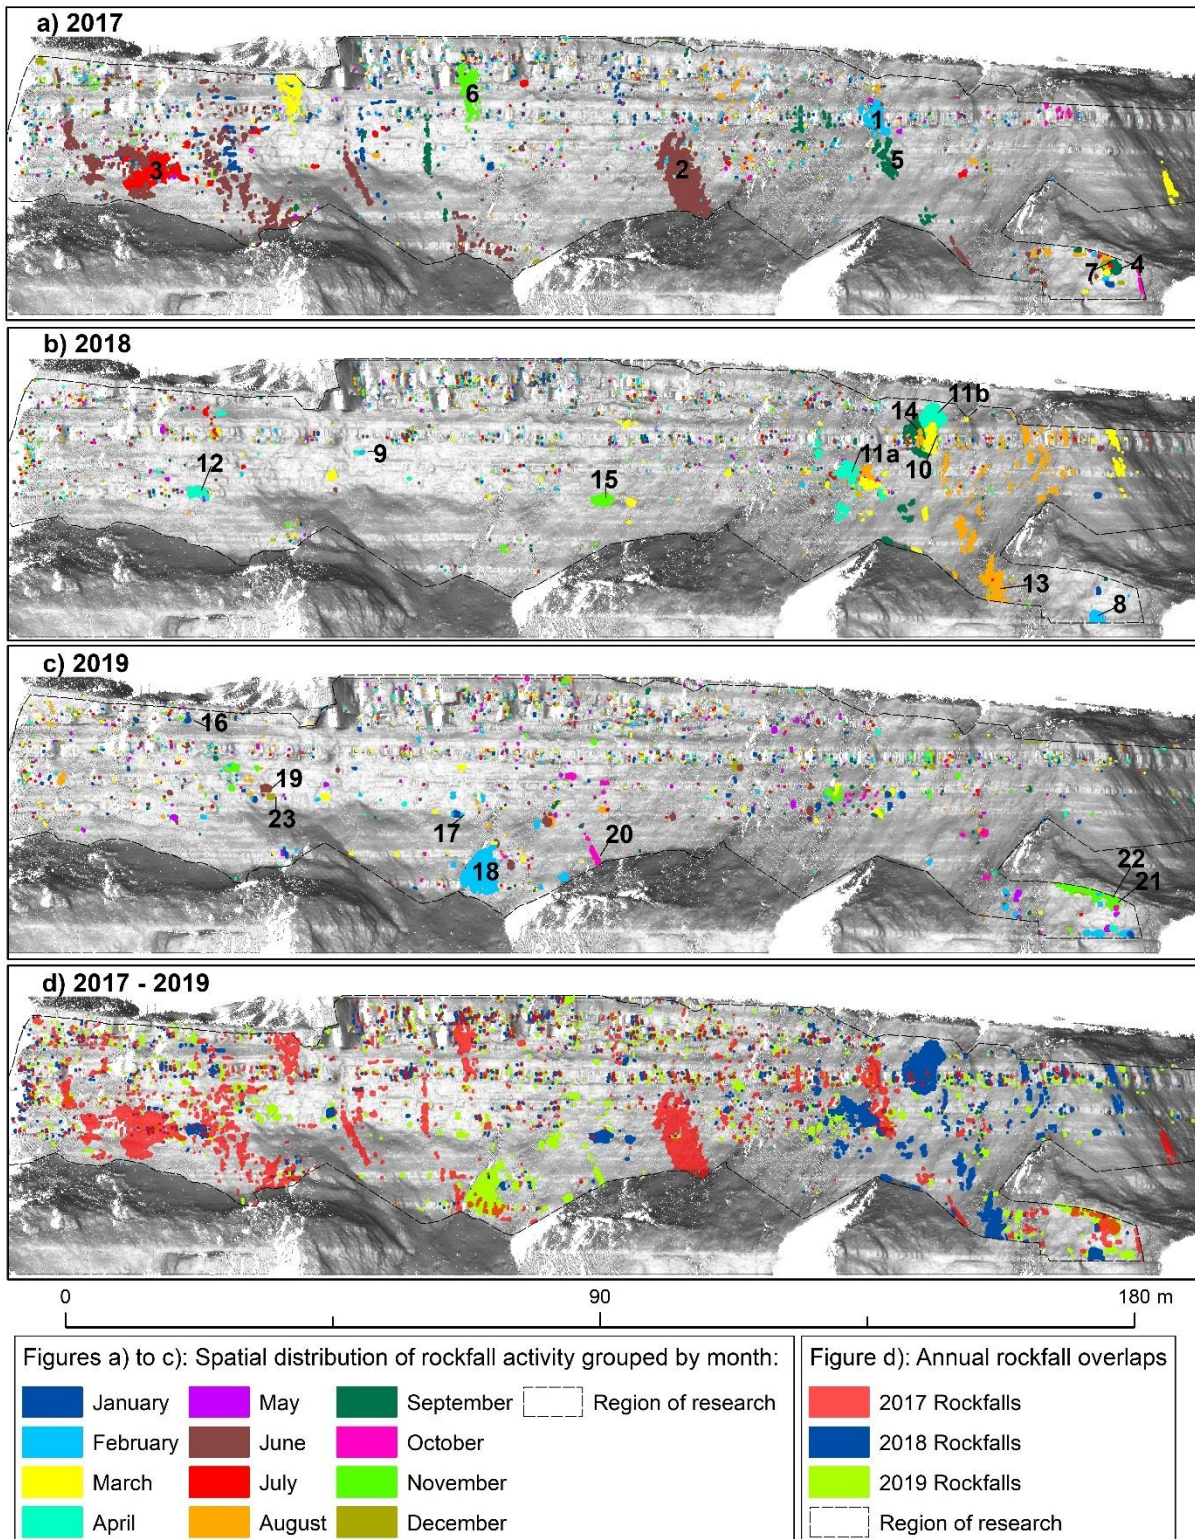 a) 2017
6
1
3
2
5
7
4
b) 2018
11b
14
9
11a
10
12
15
13
8
c) 2019
16
19
23
17
20
18
22
21
d) 2017 - 2019
0
90
180 m
Figures a) to c): Spatial distribution of rockfall activity grouped by month:
January
May
September
Region of research
February
June
October
March
July
November
April
August
December
Figure d): Annual rockfall overlaps
2017 Rockfalls
2018 Rockfalls
2019 Rockfalls
Region of research